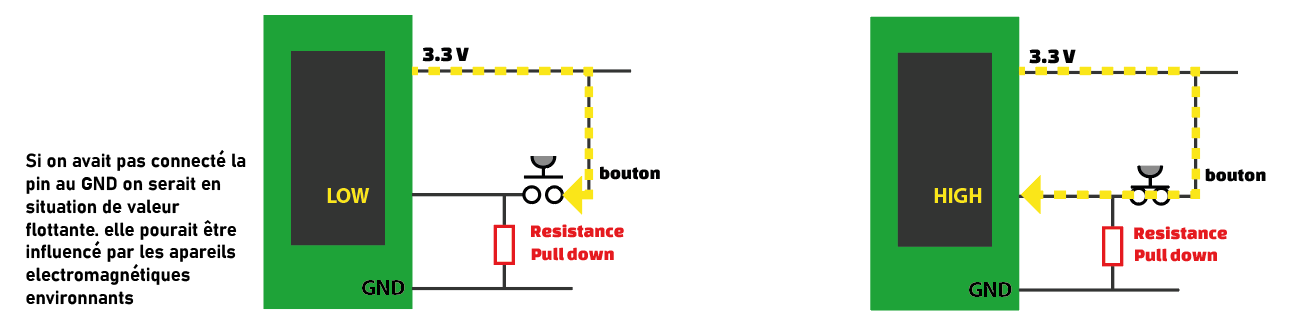 Si on avait pas connecté la
pin au GND on serait en
situation de valeur
flottante. elle pourait être
influencé par les apareils
electromagnétiques
environnants
3.3 V
bouton
LOW
Resistance
Pull down
GND
3.3 V
bouton
HIGH
Resistance
Pull down
GND